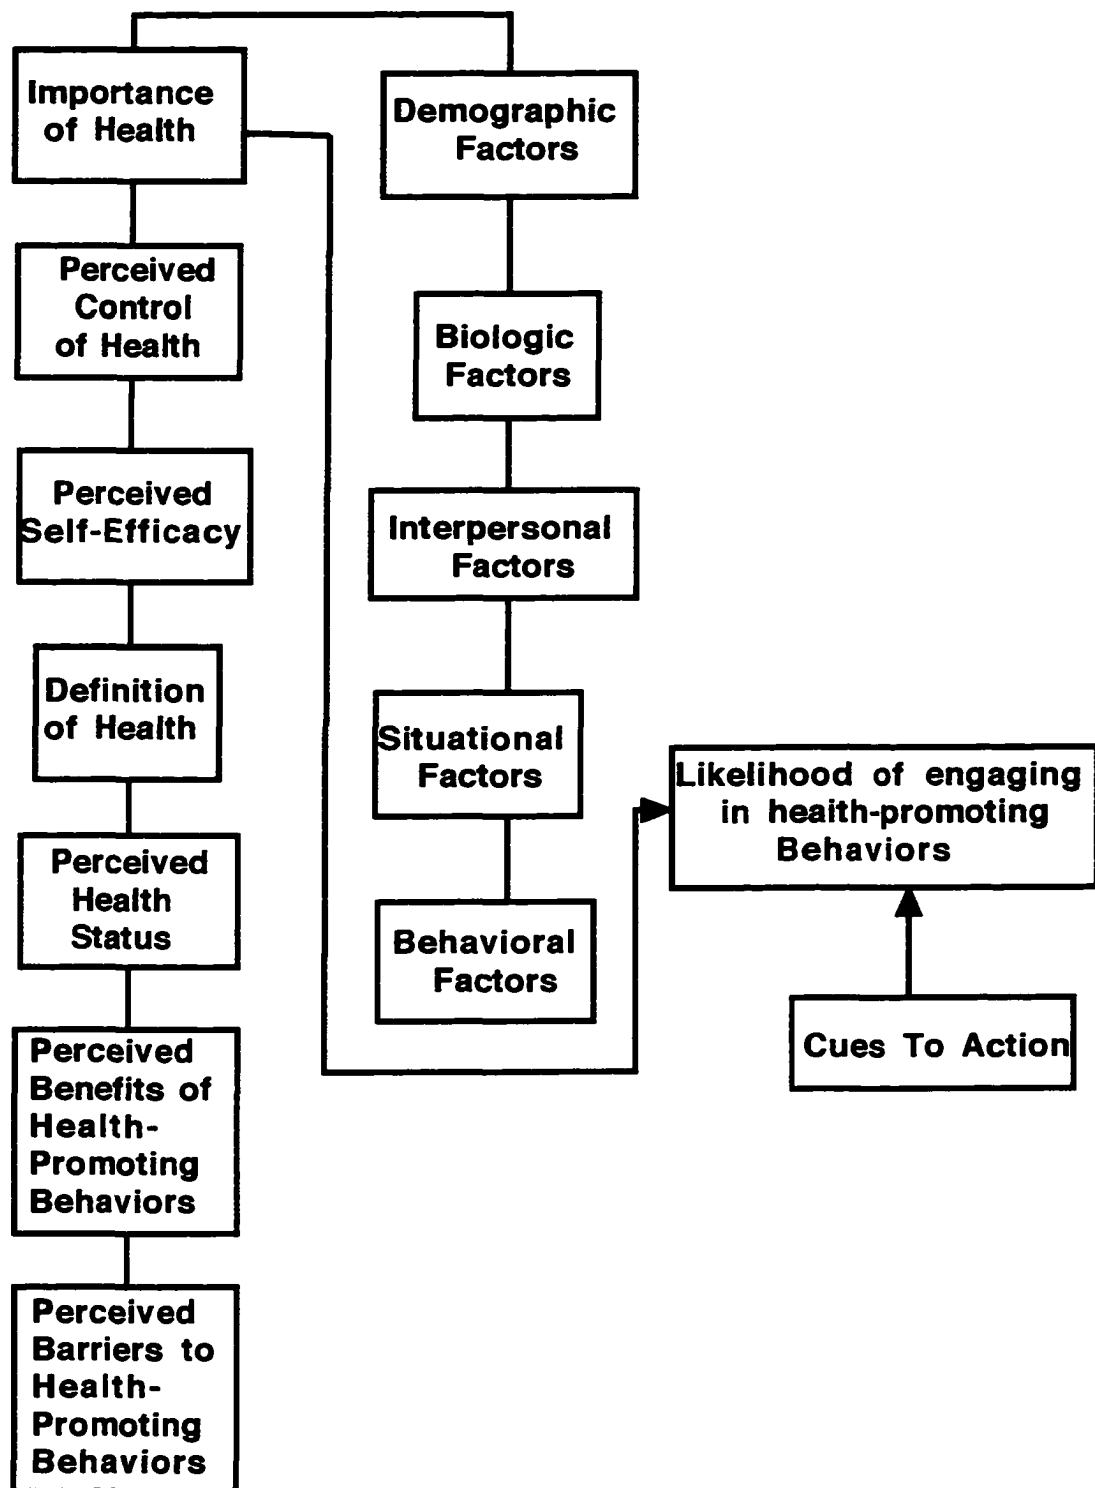 Importance
of Health
Perceived
Control
of Health
Perceived
Self-Efficacy
Definition
of Health
Perceived
Health
Status
Perceived
Benefits of
Health-
Promoting
Behaviors
Perceived
Barriers to
Health-
Promoting
Behaviors
Demographic
Factors
Biologic
Factors
Interpersonal
Factors
Situational
Factors
Behavioral
Factors
Likelihood of engaging
in health-promoting
Behaviors
Cues To Action